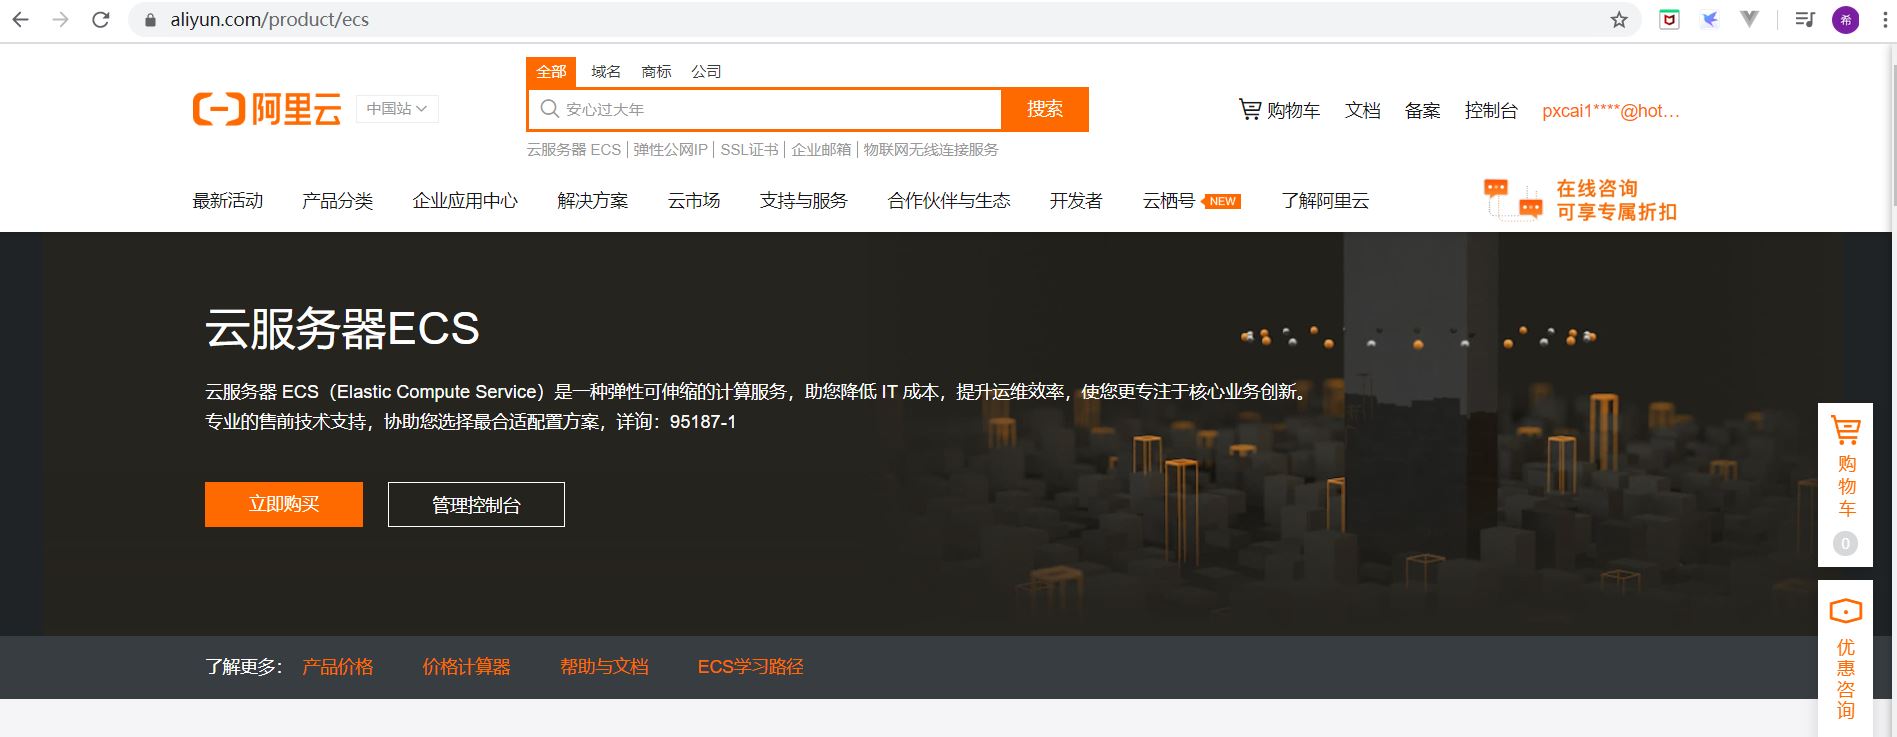 aliyun.com/product/ecs
希
全部 域名 商标 公司
阿里云 中国站
安心过大年 搜索
购物车 文档 备案 控制台 pxcai1****@hot...
云服务器 ECS | 弹性公网IP | SSL证书 | 企业邮箱 | 物联网无线连接服务
最新活动 产品分类 企业应用中心 解决方案 云市场 支持与服务 合作伙伴与生态 开发者 云栖号 NEW 了解阿里云
在线咨询
可享专属折扣
云服务器ECS
云服务器 ECS（Elastic Compute Service）是一种弹性可伸缩的计算服务，助您降低 IT 成本，提升运维效率，使您更专注于核心业务创新。
专业的售前技术支持，协助您选择最合适配置方案，详询：95187-1
立即购买 管理控制台
购物车
0
优惠咨询
了解更多： 产品价格 价格计算器 帮助与文档 ECS学习路径